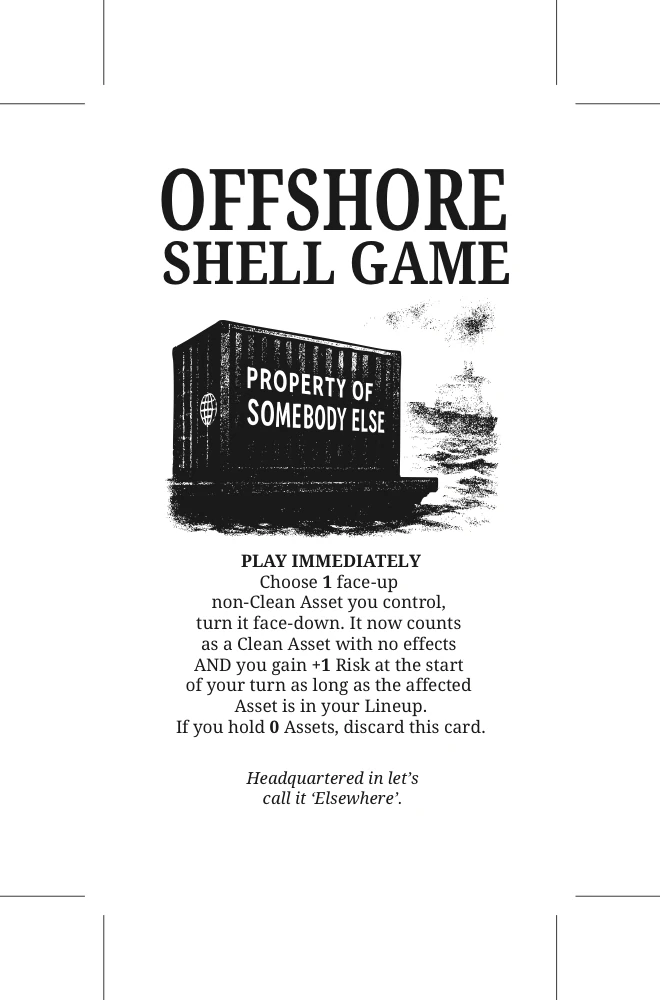 OFFSHORE
SHELL GAME
PROPERTY OF
SOMEBODY ELSE
PLAY IMMEDIATELY
Choose 1 face-up
non-Clean Asset you control,
turn it face-down. It now counts
as a Clean Asset with no effects
AND you gain +1 Risk at the start
of your turn as long as the affected
Asset is in your Lineup.
If you hold 0 Assets, discard this card.
Headquartered in let’s
call it ‘Elsewhere’.